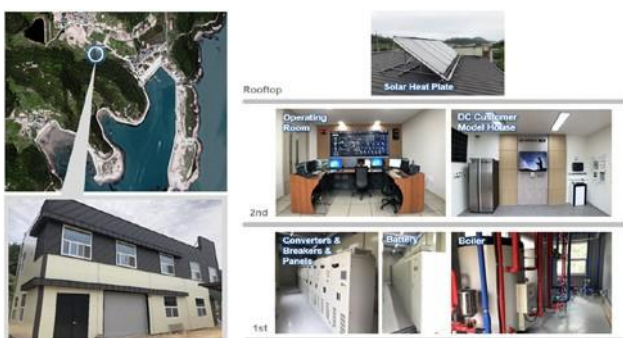 Solar Heat Plate
Rooftop
Operating
Room
DC Customer
Model House
2nd
Converters &
Breakers &
Panels
Battery
Boiler
1st